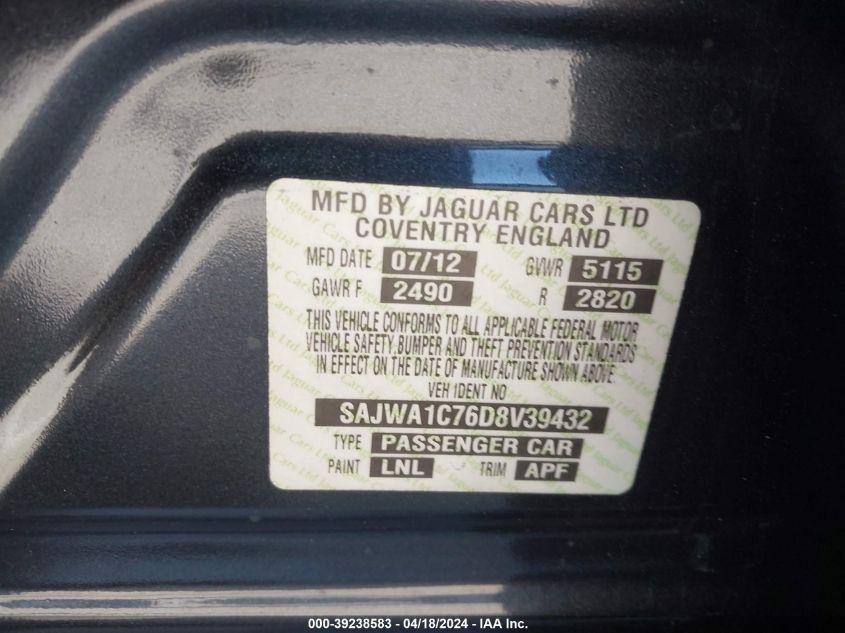 MFD BY JAGUAR CARS LTD
COVENTRY ENGLAND
MFD DATE 07/12 GVWR 5115
GAWR F 2490 R 2820
THIS VEHICLE CONFORMS TO ALL APPLICABLE FEDERAL MOTOR
VEHICLE SAFETY,BUMPER AND THEFT PREVENTION STANDARDS
IN EFFECT ON THE DATE OF MANUFACTURE SHOWN ABOVE.
VEH IDENT NO
SAJWA1C76D8V39432
TYPE PASSENGER CAR
PAINT LNL TRIM APF
000-39238583 - 04/18/2024 - IAA Inc.